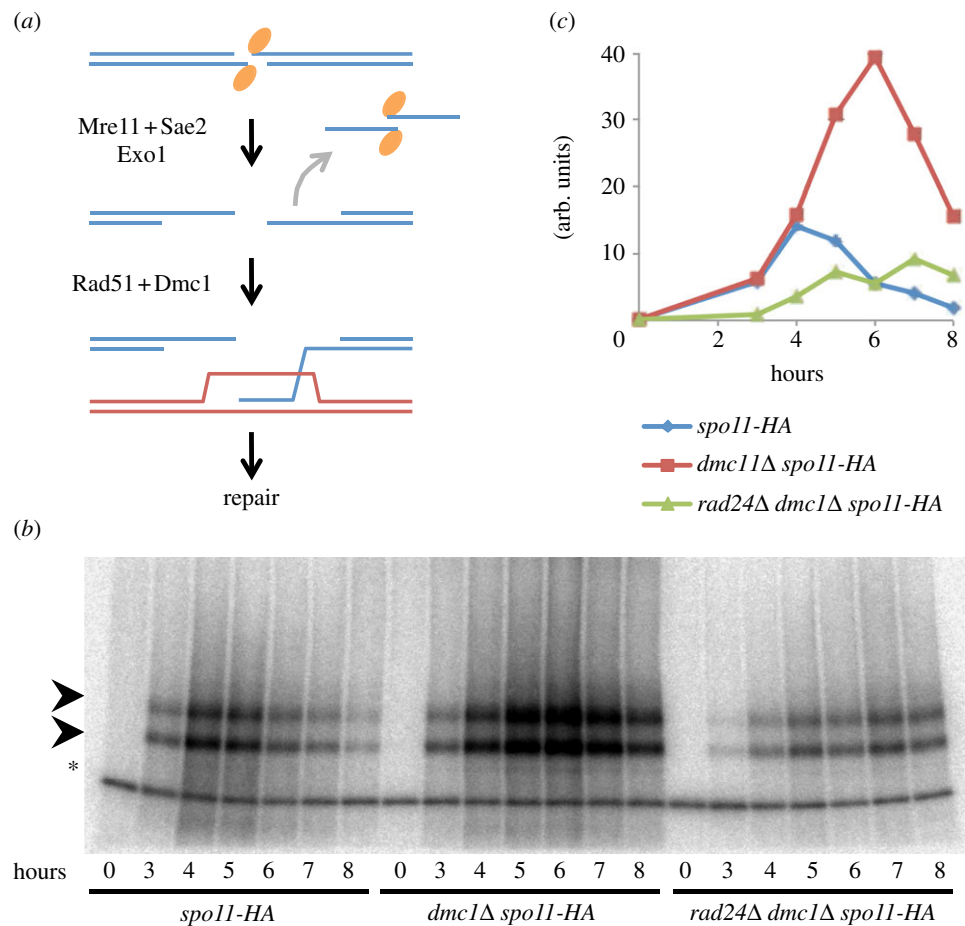 (a)
Mre11 + Sae2
Exo1
Rad51 + Dmc1
repair
(c)
(arb. units)
40
30
20
10
0
2
4
6
8
hours
spo11-HA
dmc11Δ spo11-HA
rad24Δ dmc1Δ spo11-HA
(b)
*
hours 0 3 4 5 6 7 8 0 3 4 5 6 7 8 0 3 4 5 6 7 8
spo11-HA dmc1Δ spo11-HA rad24Δ dmc1Δ spo11-HA